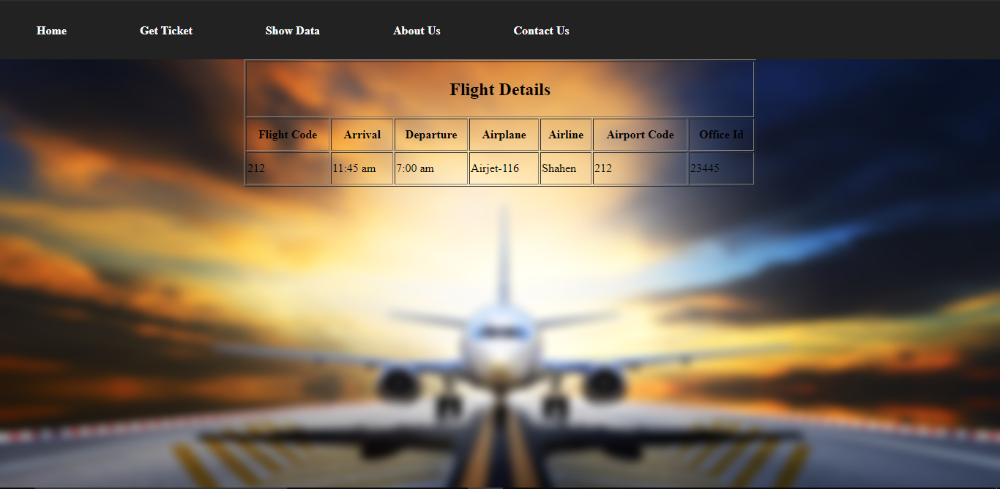 Home Get Ticket Show Data About Us Contact Us
Flight Details
Flight Code Arrival Departure Airplane Airline Airport Code Office Id
212 11:45 am 7:00 am Airjet-116 Shahen 212 23445